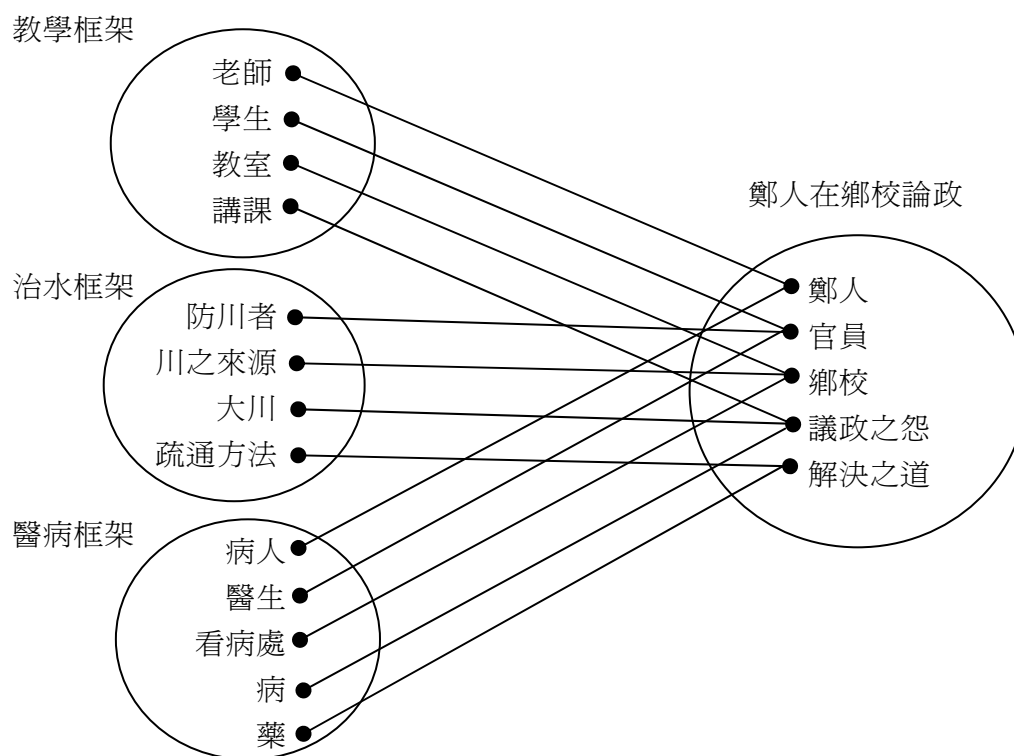 教學框架
老師
學生
教室
講課
治水框架
防川者
川之來源
大川
疏通方法
醫病框架
病人
醫生
看病處
病
藥
鄭人在鄉校論政
鄭人
官員
鄉校
議政之怨
解決之道